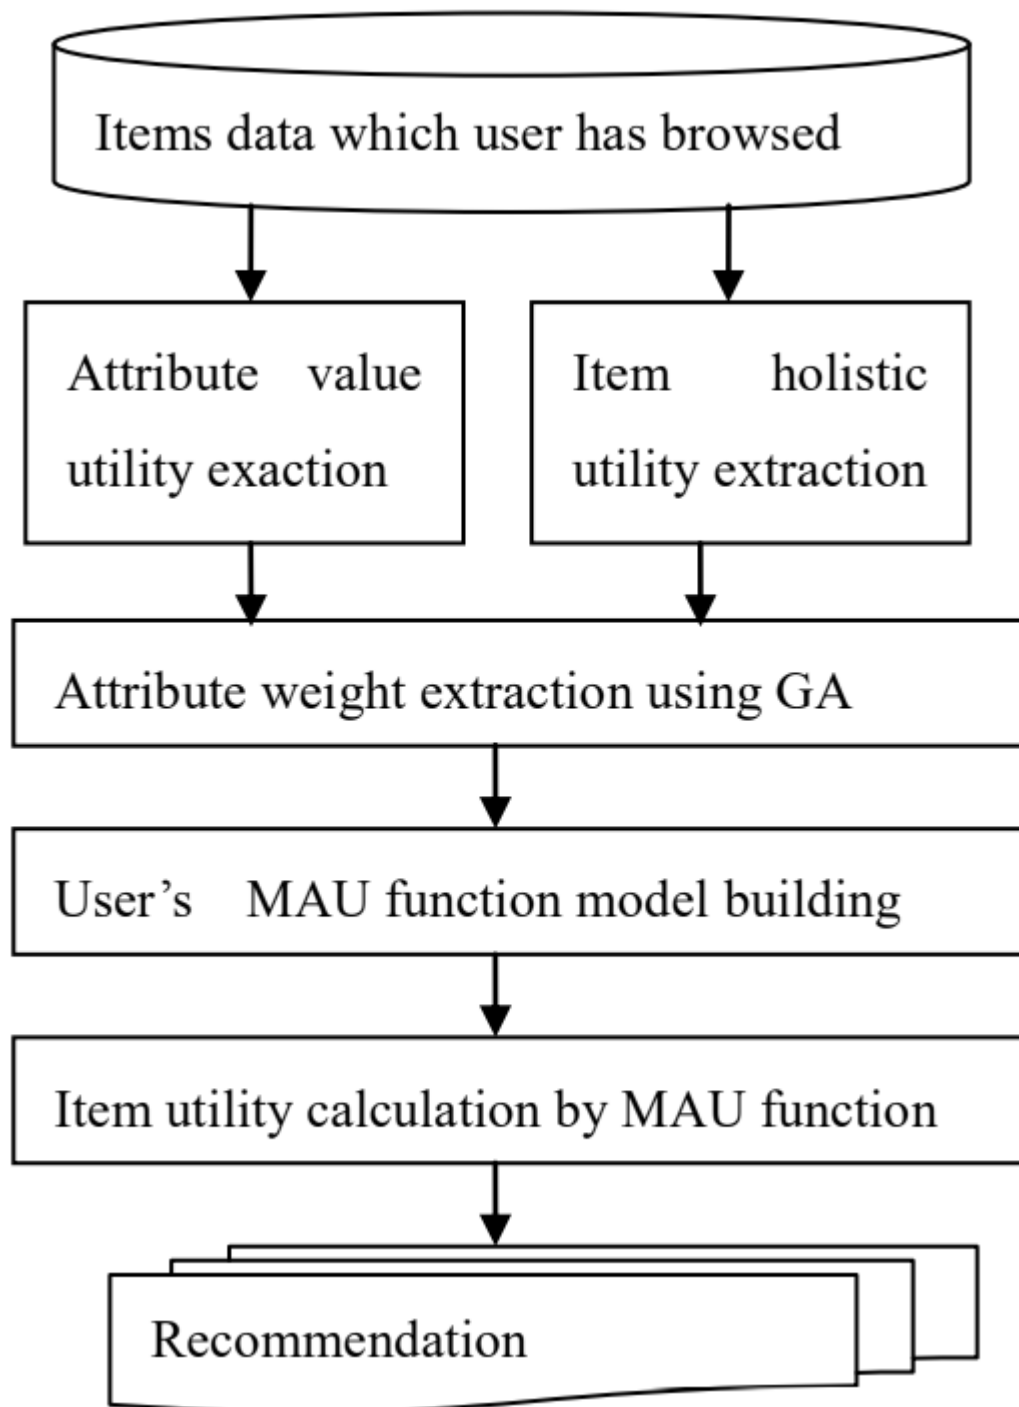 Items data which user has browsed
Attribute value
utility exaction
Item holistic
utility extraction
Attribute weight extraction using GA
User’s MAU function model building
Item utility calculation by MAU function
Recommendation